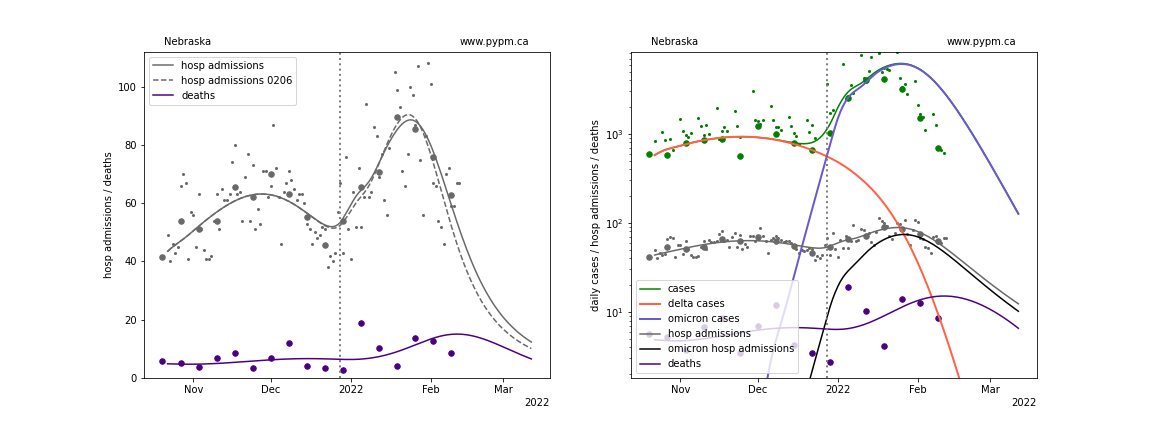 Nebraska
www.pypm.ca
hosp admissions
hosp admissions 0206
deaths
hosp admissions / deaths
100
80
60
40
20
0
Nov
Dec
2022
Feb
Mar
2022
Nebraska
www.pypm.ca
daily cases / hosp admissions / deaths
10³
10²
10¹
cases
delta cases
omicron cases
hosp admissions
omicron hosp admissions
deaths
Nov
Dec
2022
Feb
Mar
2022